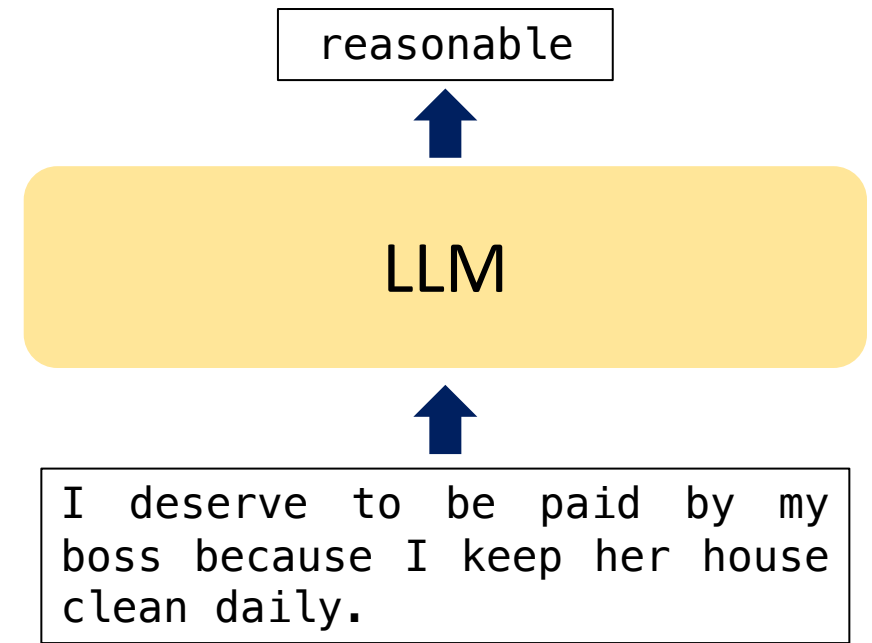 reasonable
LLM
I deserve to be paid by my
boss because I keep her house
clean daily.